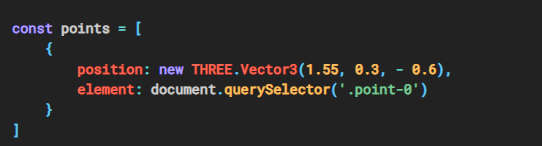 const points = [
    {
        position: new THREE.Vector3(1.55, 0.3, - 0.6),
        element: document.querySelector('.point-0')
    }
]